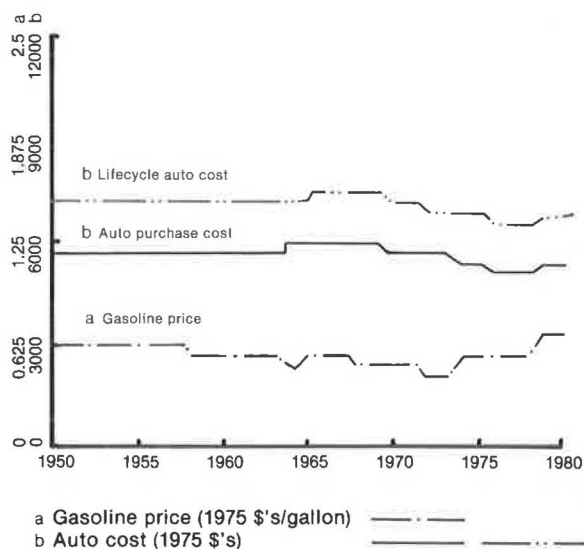 a b
2.5 12000
1.875 9000
b Lifecycle auto cost
1.25 6000
b Auto purchase cost
a Gasoline price
0.625 3000
0 0
1950 1955 1960 1965 1970 1975 1980
a Gasoline price (1975 $'s/gallon)
b Auto cost (1975 $'s)